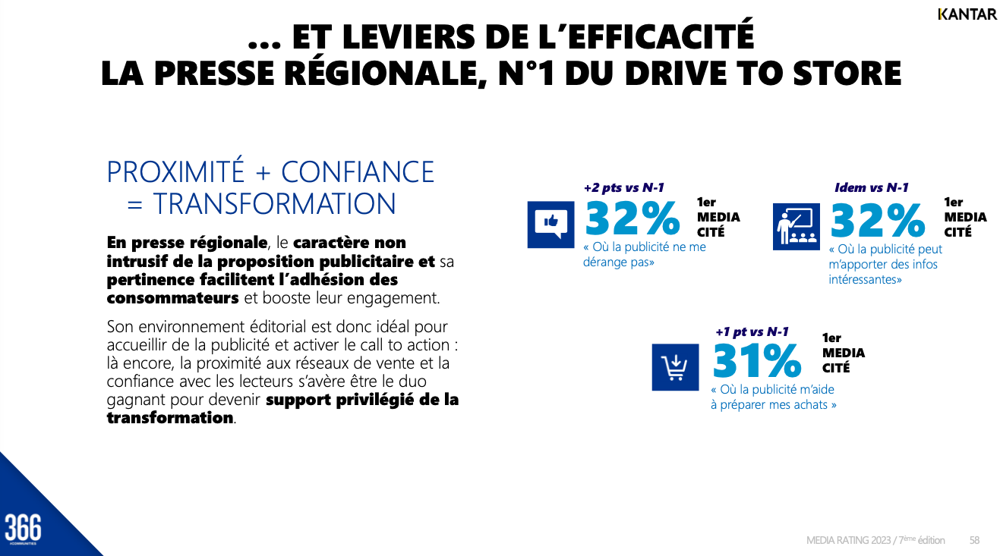 KANTAR
… ET LEVIERS DE L’EFFICACITÉ
LA PRESSE RÉGIONALE, N°1 DU DRIVE TO STORE
PROXIMITÉ + CONFIANCE
= TRANSFORMATION
En presse régionale, le caractère non
intrusif de la proposition publicitaire et sa
pertinence facilitent l’adhésion des
consommateurs et booste leur engagement.
Son environnement éditorial est donc idéal pour
accueillir de la publicité et activer le call to action :
là encore, la proximité aux réseaux de vente et la
confiance avec les lecteurs s’avère être le duo
gagnant pour devenir support privilégié de la
transformation.
+2 pts vs N-1
32%
1er
MEDIA
CITÉ
« Où la publicité ne me
dérange pas»
Idem vs N-1
32%
1er
MEDIA
CITÉ
« Où la publicité peut
m’apporter des infos
intéressantes»
+1 pt vs N-1
31%
1er
MEDIA
CITÉ
« Où la publicité m’aide
à préparer mes achats »
366
#COMMUNITIES
MEDIA RATING 2023 / 7ème édition
58